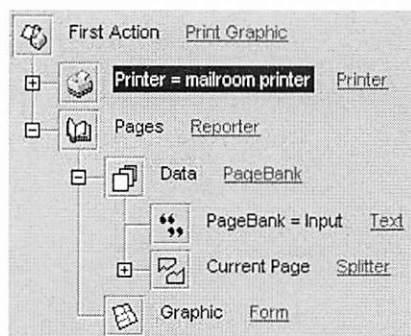 First Action Print Graphic
Printer = mailroom printer Printer
Pages Reporter
Data PageBank
PageBank = Input Text
Current Page Splitter
Graphic Form